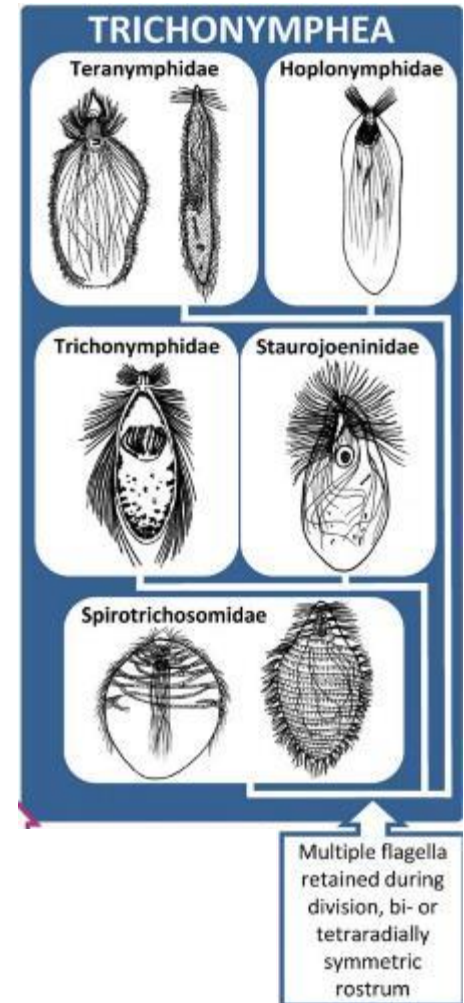 TRICHONYMPHEA
Teranymphidae
Hoplonymphidae
Trichonymphidae
Staurojoeninidae
Spirotrichosomidae
Multiple flagella
retained during
division, bi- or
tetraradially
symmetric
rostrum